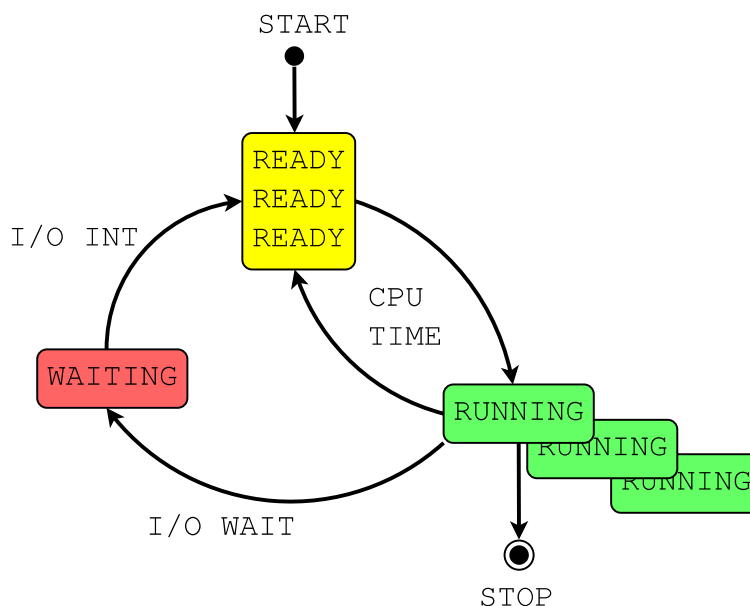 START
READY
READY
READY
I/O INT
CPU
TIME
WAITING
RUNNING
RUNNING
RUNNING
I/O WAIT
STOP